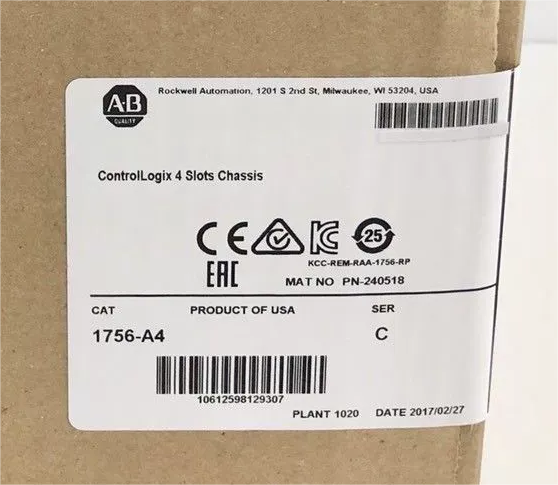 Rockwell Automation, 1201 S 2nd St, Milwaukee, WI 53204, USA
A-B
QUALITY
ControlLogix 4 Slots Chassis
CE KC 25
KCC-REM-RAA-1756-RP
EAC
MAT NO PN-240518
CAT PRODUCT OF USA SER
1756-A4 C
10612598129307
PLANT 1020 DATE 2017/02/27